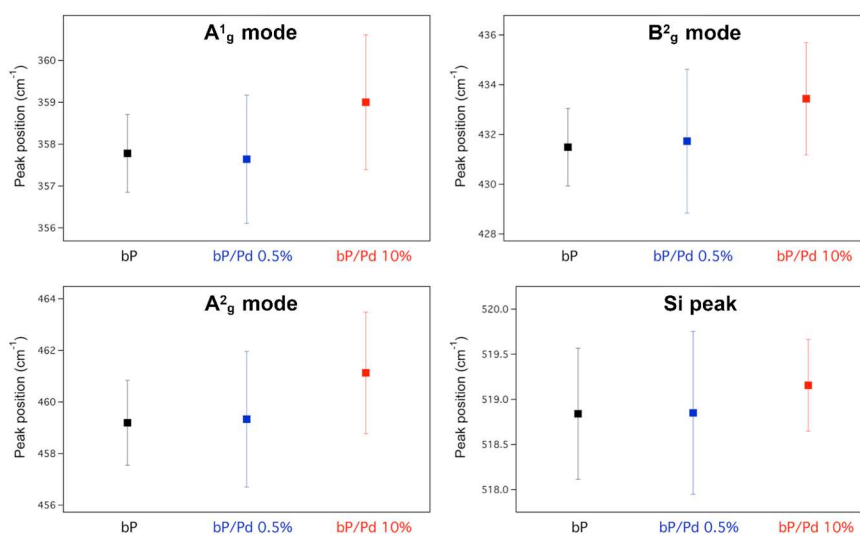 A¹g mode
Peak position (cm⁻¹)
360
359
358
357
356
bP
bP/Pd 0.5%
bP/Pd 10%
B²g mode
Peak position (cm⁻¹)
436
434
432
430
428
bP
bP/Pd 0.5%
bP/Pd 10%
A²g mode
Peak position (cm⁻¹)
464
462
460
458
456
bP
bP/Pd 0.5%
bP/Pd 10%
Si peak
Peak position (cm⁻¹)
520.0
519.5
519.0
518.5
518.0
bP
bP/Pd 0.5%
bP/Pd 10%